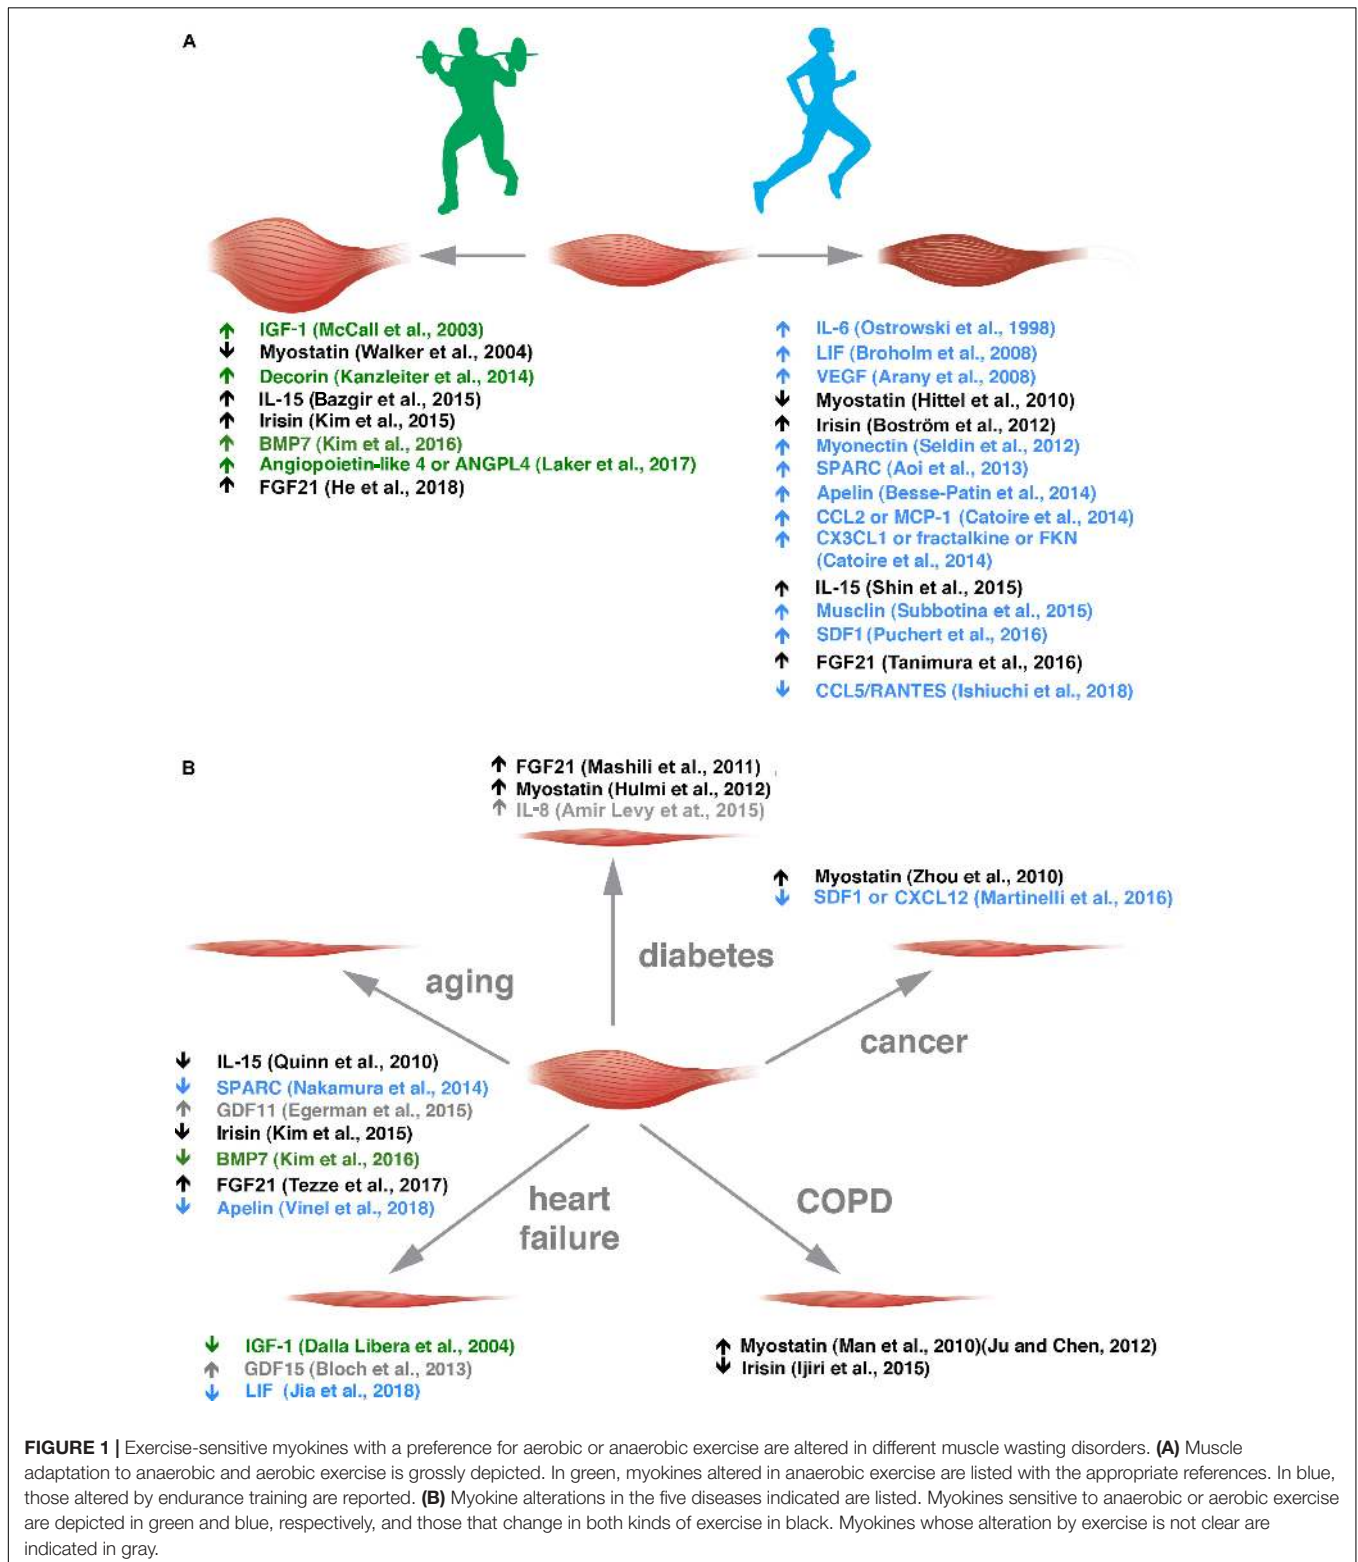 A
↑ IGF-1 (McCall et al., 2003)
↓ Myostatin (Walker et al., 2004)
↑ Decorin (Kanzleiter et al., 2014)
↑ IL-15 (Bazgir et al., 2015)
↑ Irisin (Kim et al., 2015)
↑ BMP7 (Kim et al., 2016)
↑ Angiopoietin-like 4 or ANGPL4 (Laker et al., 2017)
↑ FGF21 (He et al., 2018)
↑ IL-6 (Ostrowski et al., 1998)
↑ LIF (Broholm et al., 2008)
↑ VEGF (Arany et al., 2008)
↓ Myostatin (Hittel et al., 2010)
↑ Irisin (Boström et al., 2012)
↑ Myonectin (Seldin et al., 2012)
↑ SPARC (Aoi et al., 2013)
↑ Apelin (Besse-Patin et al., 2014)
↑ CCL2 or MCP-1 (Catoire et al., 2014)
↑ CX3CL1 or fractalkine or FKN
(Catoire et al., 2014)
↑ IL-15 (Shin et al., 2015)
↑ Musclin (Subbotina et al., 2015)
↑ SDF1 (Puchert et al., 2016)
↑ FGF21 (Tanimura et al., 2016)
↓ CCL5/RANTES (Ishiuchi et al., 2018)
B
↑ FGF21 (Mashili et al., 2011)
↑ Myostatin (Hulmi et al., 2012)
↑ IL-8 (Amir Levy et at., 2015)
↑ Myostatin (Zhou et al., 2010)
↓ SDF1 or CXCL12 (Martinelli et al., 2016)
diabetes
aging
cancer
↓ IL-15 (Quinn et al., 2010)
↓ SPARC (Nakamura et al., 2014)
↑ GDF11 (Egerman et al., 2015)
↓ Irisin (Kim et al., 2015)
↓ BMP7 (Kim et al., 2016)
↑ FGF21 (Tezze et al., 2017)
↓ Apelin (Vinel et al., 2018)
heart
failure
COPD
↓ IGF-1 (Dalla Libera et al., 2004)
↑ GDF15 (Bloch et al., 2013)
↓ LIF (Jia et al., 2018)
↑ Myostatin (Man et al., 2010)(Ju and Chen, 2012)
↓ Irisin (Ijiri et al., 2015)
FIGURE 1 | Exercise-sensitive myokines with a preference for aerobic or anaerobic exercise are altered in different muscle wasting disorders. (A) Muscle
adaptation to anaerobic and aerobic exercise is grossly depicted. In green, myokines altered in anaerobic exercise are listed with the appropriate references. In blue,
those altered by endurance training are reported. (B) Myokine alterations in the five diseases indicated are listed. Myokines sensitive to anaerobic or aerobic exercise
are depicted in green and blue, respectively, and those that change in both kinds of exercise in black. Myokines whose alteration by exercise is not clear are
indicated in gray.